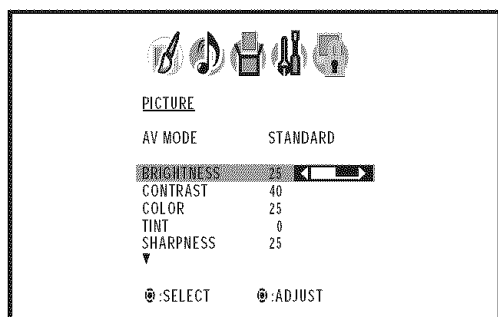 PICTURE
AV MODE STANDARD
BRIGHTNESS 25
CONTRAST 40
COLOR 25
TINT 0
SHARPNESS 25
:SELECT :ADJUST